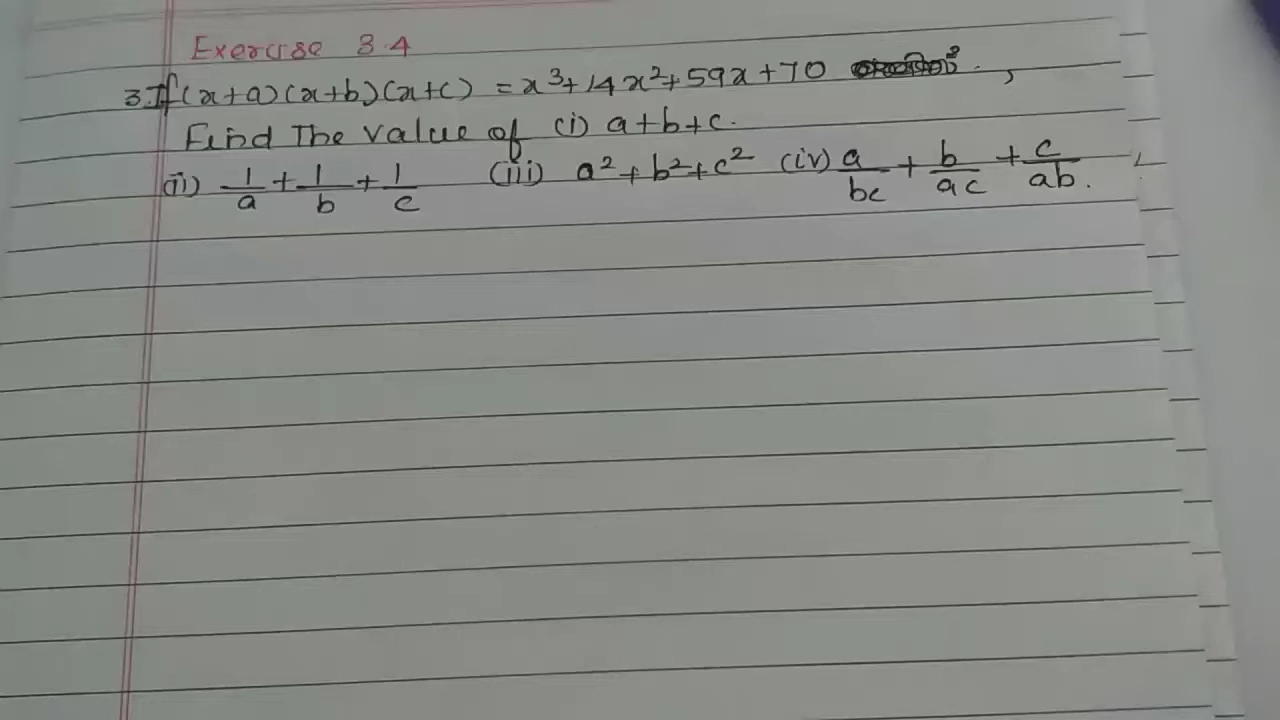 Exercise 3.4
3. If (x+a)(x+b)(x+c) = x³+14x²+59x+70 ,
Find The value of (i) a+b+c.
(ii) 1/a + 1/b + 1/c (iii) a²+b²+c² (iv) a/bc + b/ac + c/ab.